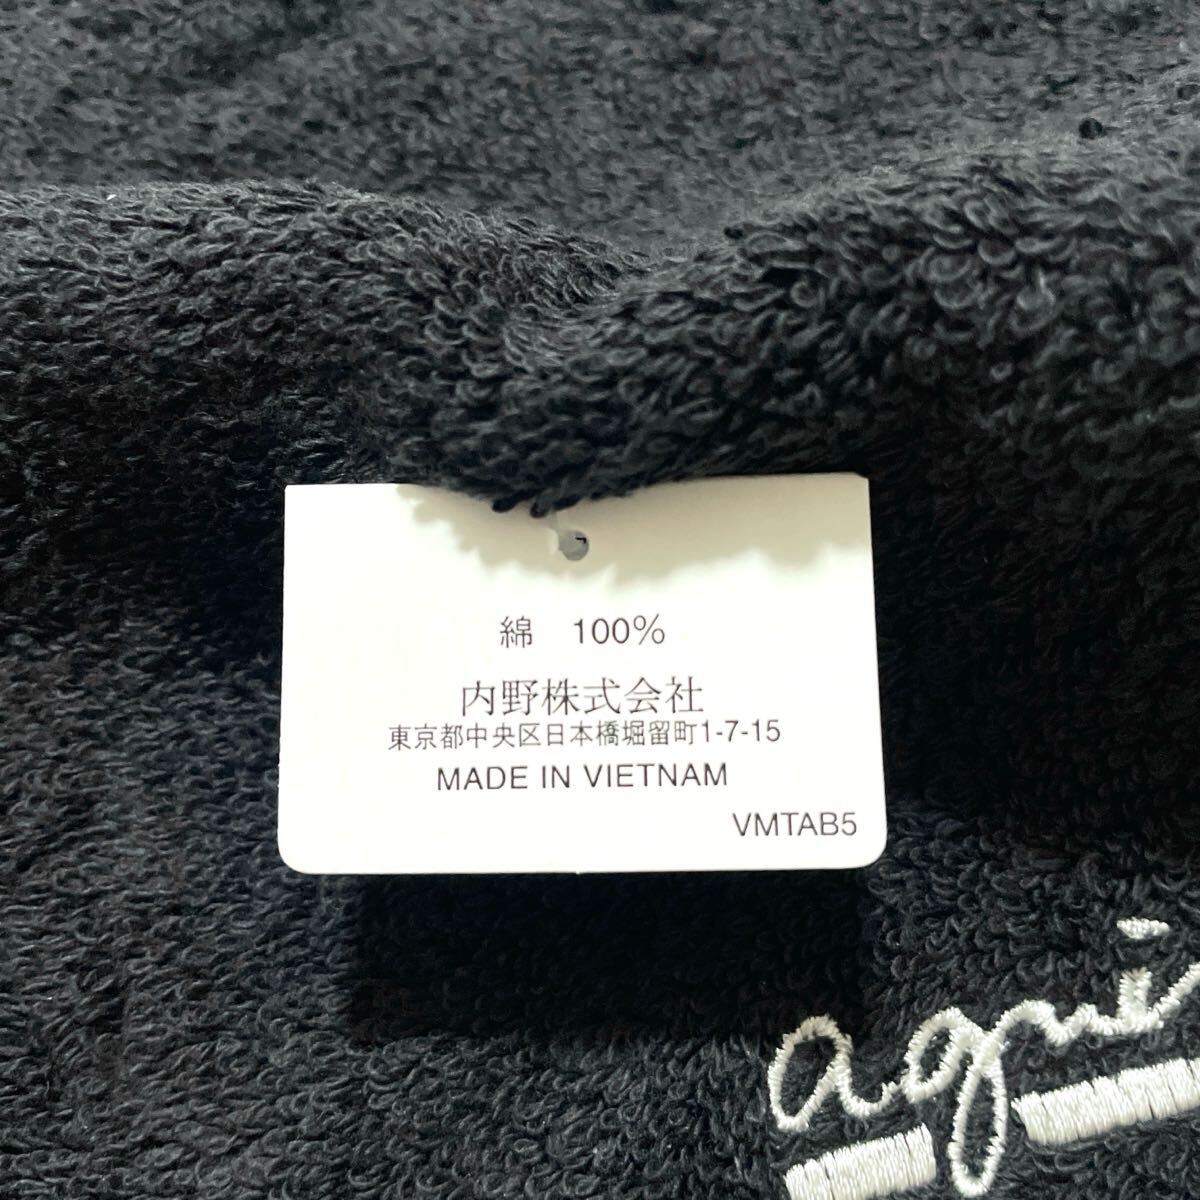 綿　100%
内野株式会社
東京都中央区日本橋堀留町1-7-15
MADE IN VIETNAM
VMTAB5
agnè